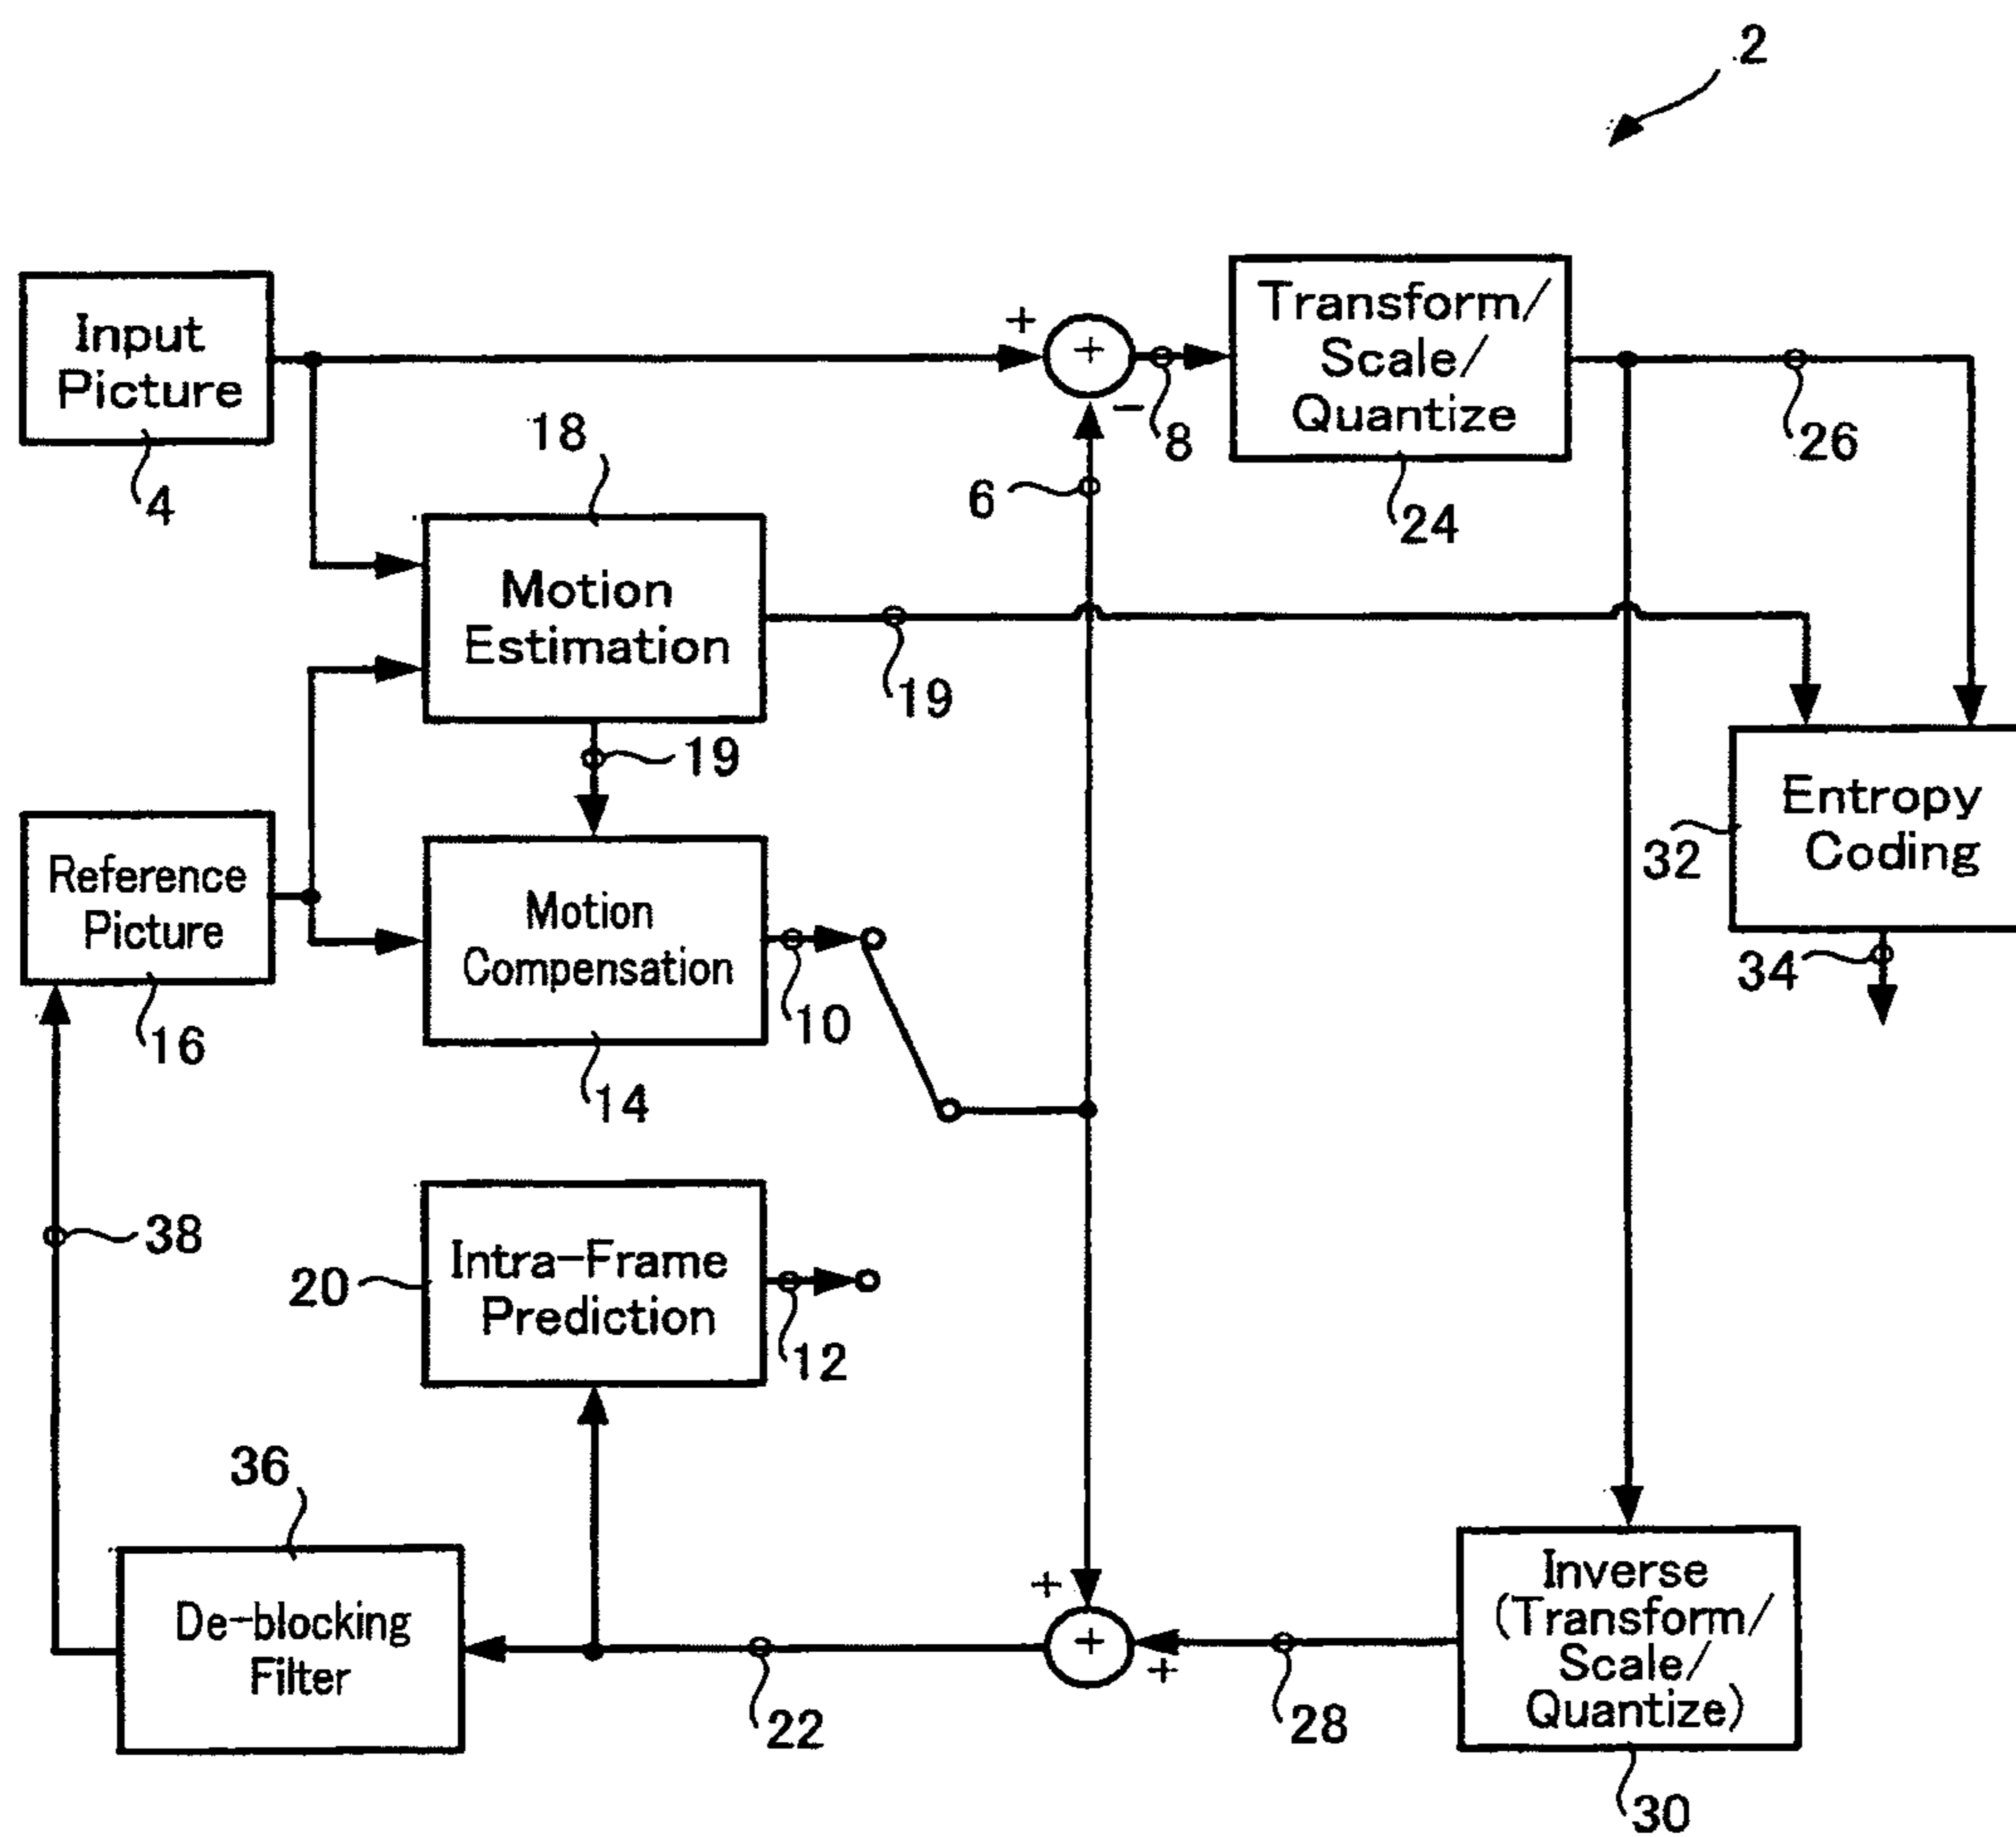 2
Input
Picture
4
+
+
-
8
Transform/
Scale/
Quantize
24
26
6
18
Motion
Estimation
19
19
Entropy
Coding
32
34
Reference
Picture
16
Motion
Compensation
14
10
38
Intra-Frame
Prediction
20
12
36
De-blocking
Filter
22
+
+
+
28
Inverse
(Transform/
Scale/
Quantize)
30